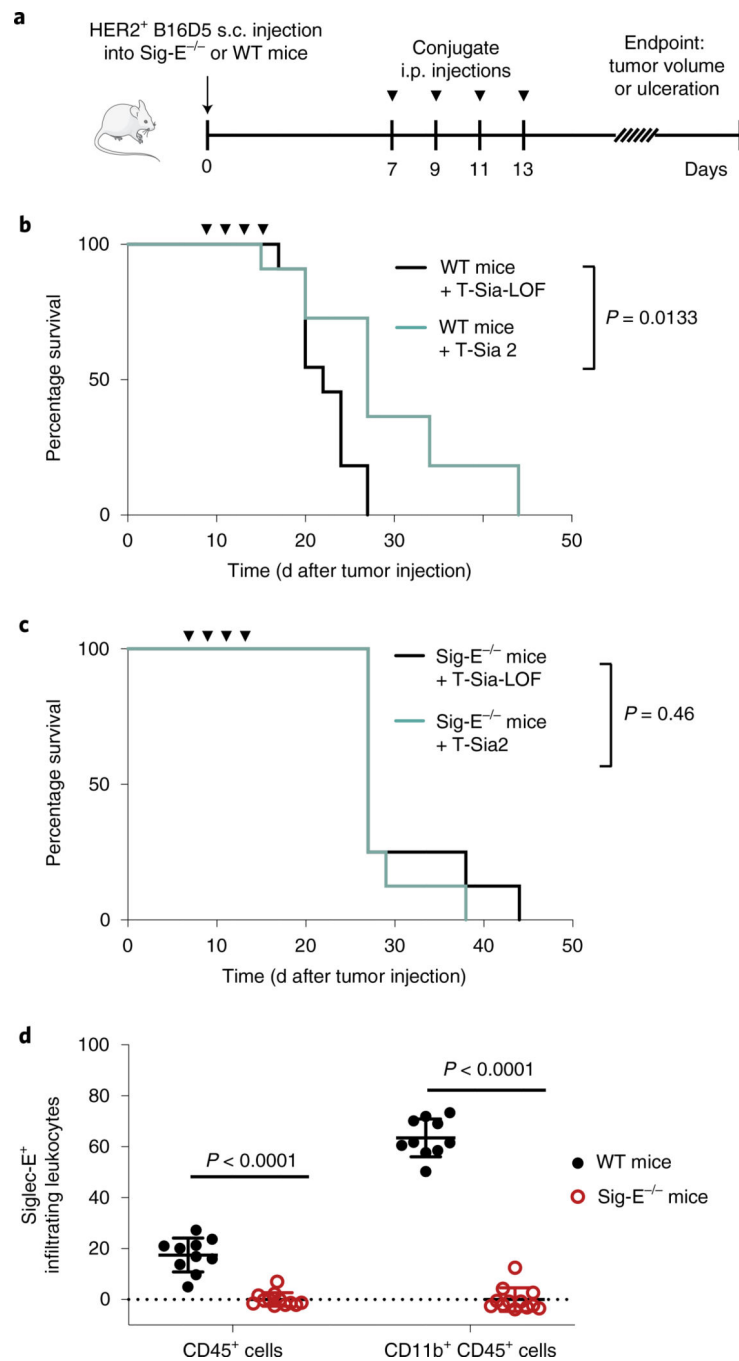 a
HER2⁺ B16D5 s.c. injection
into Sig-E⁻/⁻ or WT mice
Conjugate
i.p. injections
Endpoint:
tumor volume
or ulceration
0
7
9
11
13
Days
b
100
50
0
Percentage survival
WT mice
+ T-Sia-LOF
WT mice
+ T-Sia 2
P = 0.0133
0
10
20
30
40
50
Time (d after tumor injection)
c
100
50
0
Percentage survival
Sig-E⁻/⁻ mice
+ T-Sia-LOF
Sig-E⁻/⁻ mice
+ T-Sia2
P = 0.46
0
10
20
30
40
50
Time (d after tumor injection)
d
100
80
60
40
20
0
Siglec-E⁺
infiltrating leukocytes
P < 0.0001
P < 0.0001
WT mice
Sig-E⁻/⁻ mice
CD45⁺ cells
CD11b⁺ CD45⁺ cells